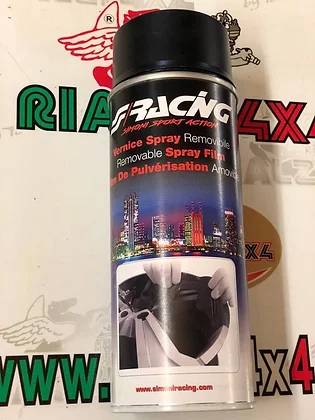 RACING
SIMONI SPORT ACTION
Vernice Spray Removibile
Removable Spray Film
De Pulvérisation Amovible
www.simoniracing.com
RIA
4x4
x4
www.
4x4